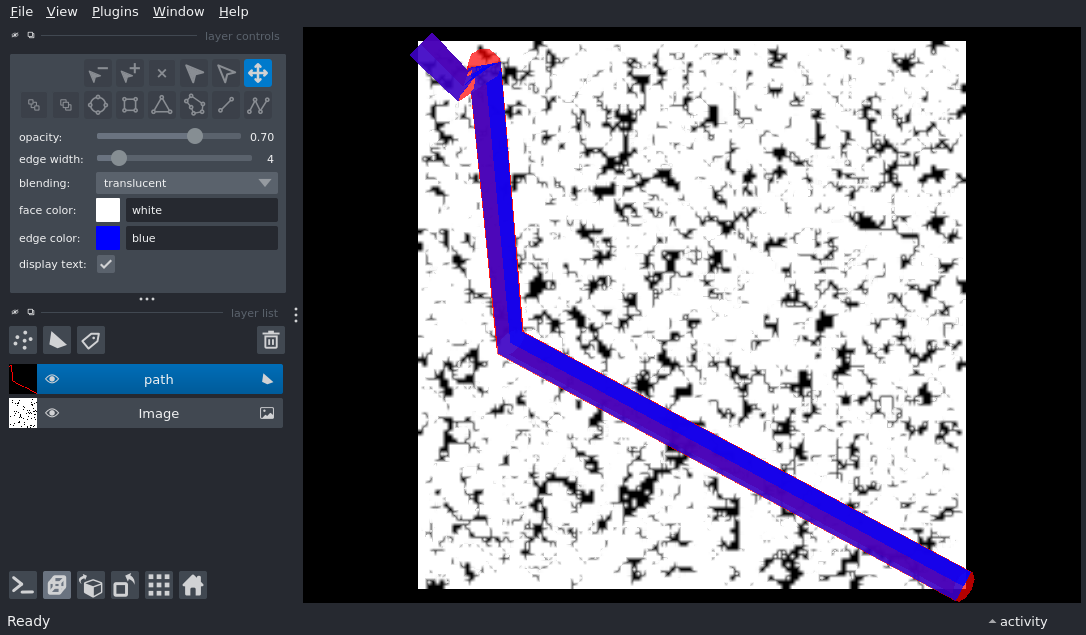 File View Plugins Window Help
layer controls
opacity: 0.70
edge width: 4
blending: translucent
face color: white
edge color: blue
display text:
layer list
path
Image
Ready
activity